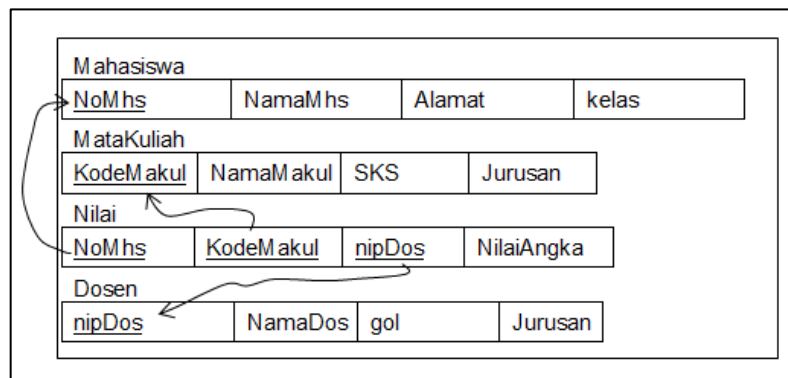 Mahasiswa
NoMhs NamaMhs Alamat kelas
MataKuliah
KodeMakul NamaMakul SKS Jurusan
Nilai
NoMhs KodeMakul nipDos NilaiAngka
Dosen
nipDos NamaDos gol Jurusan